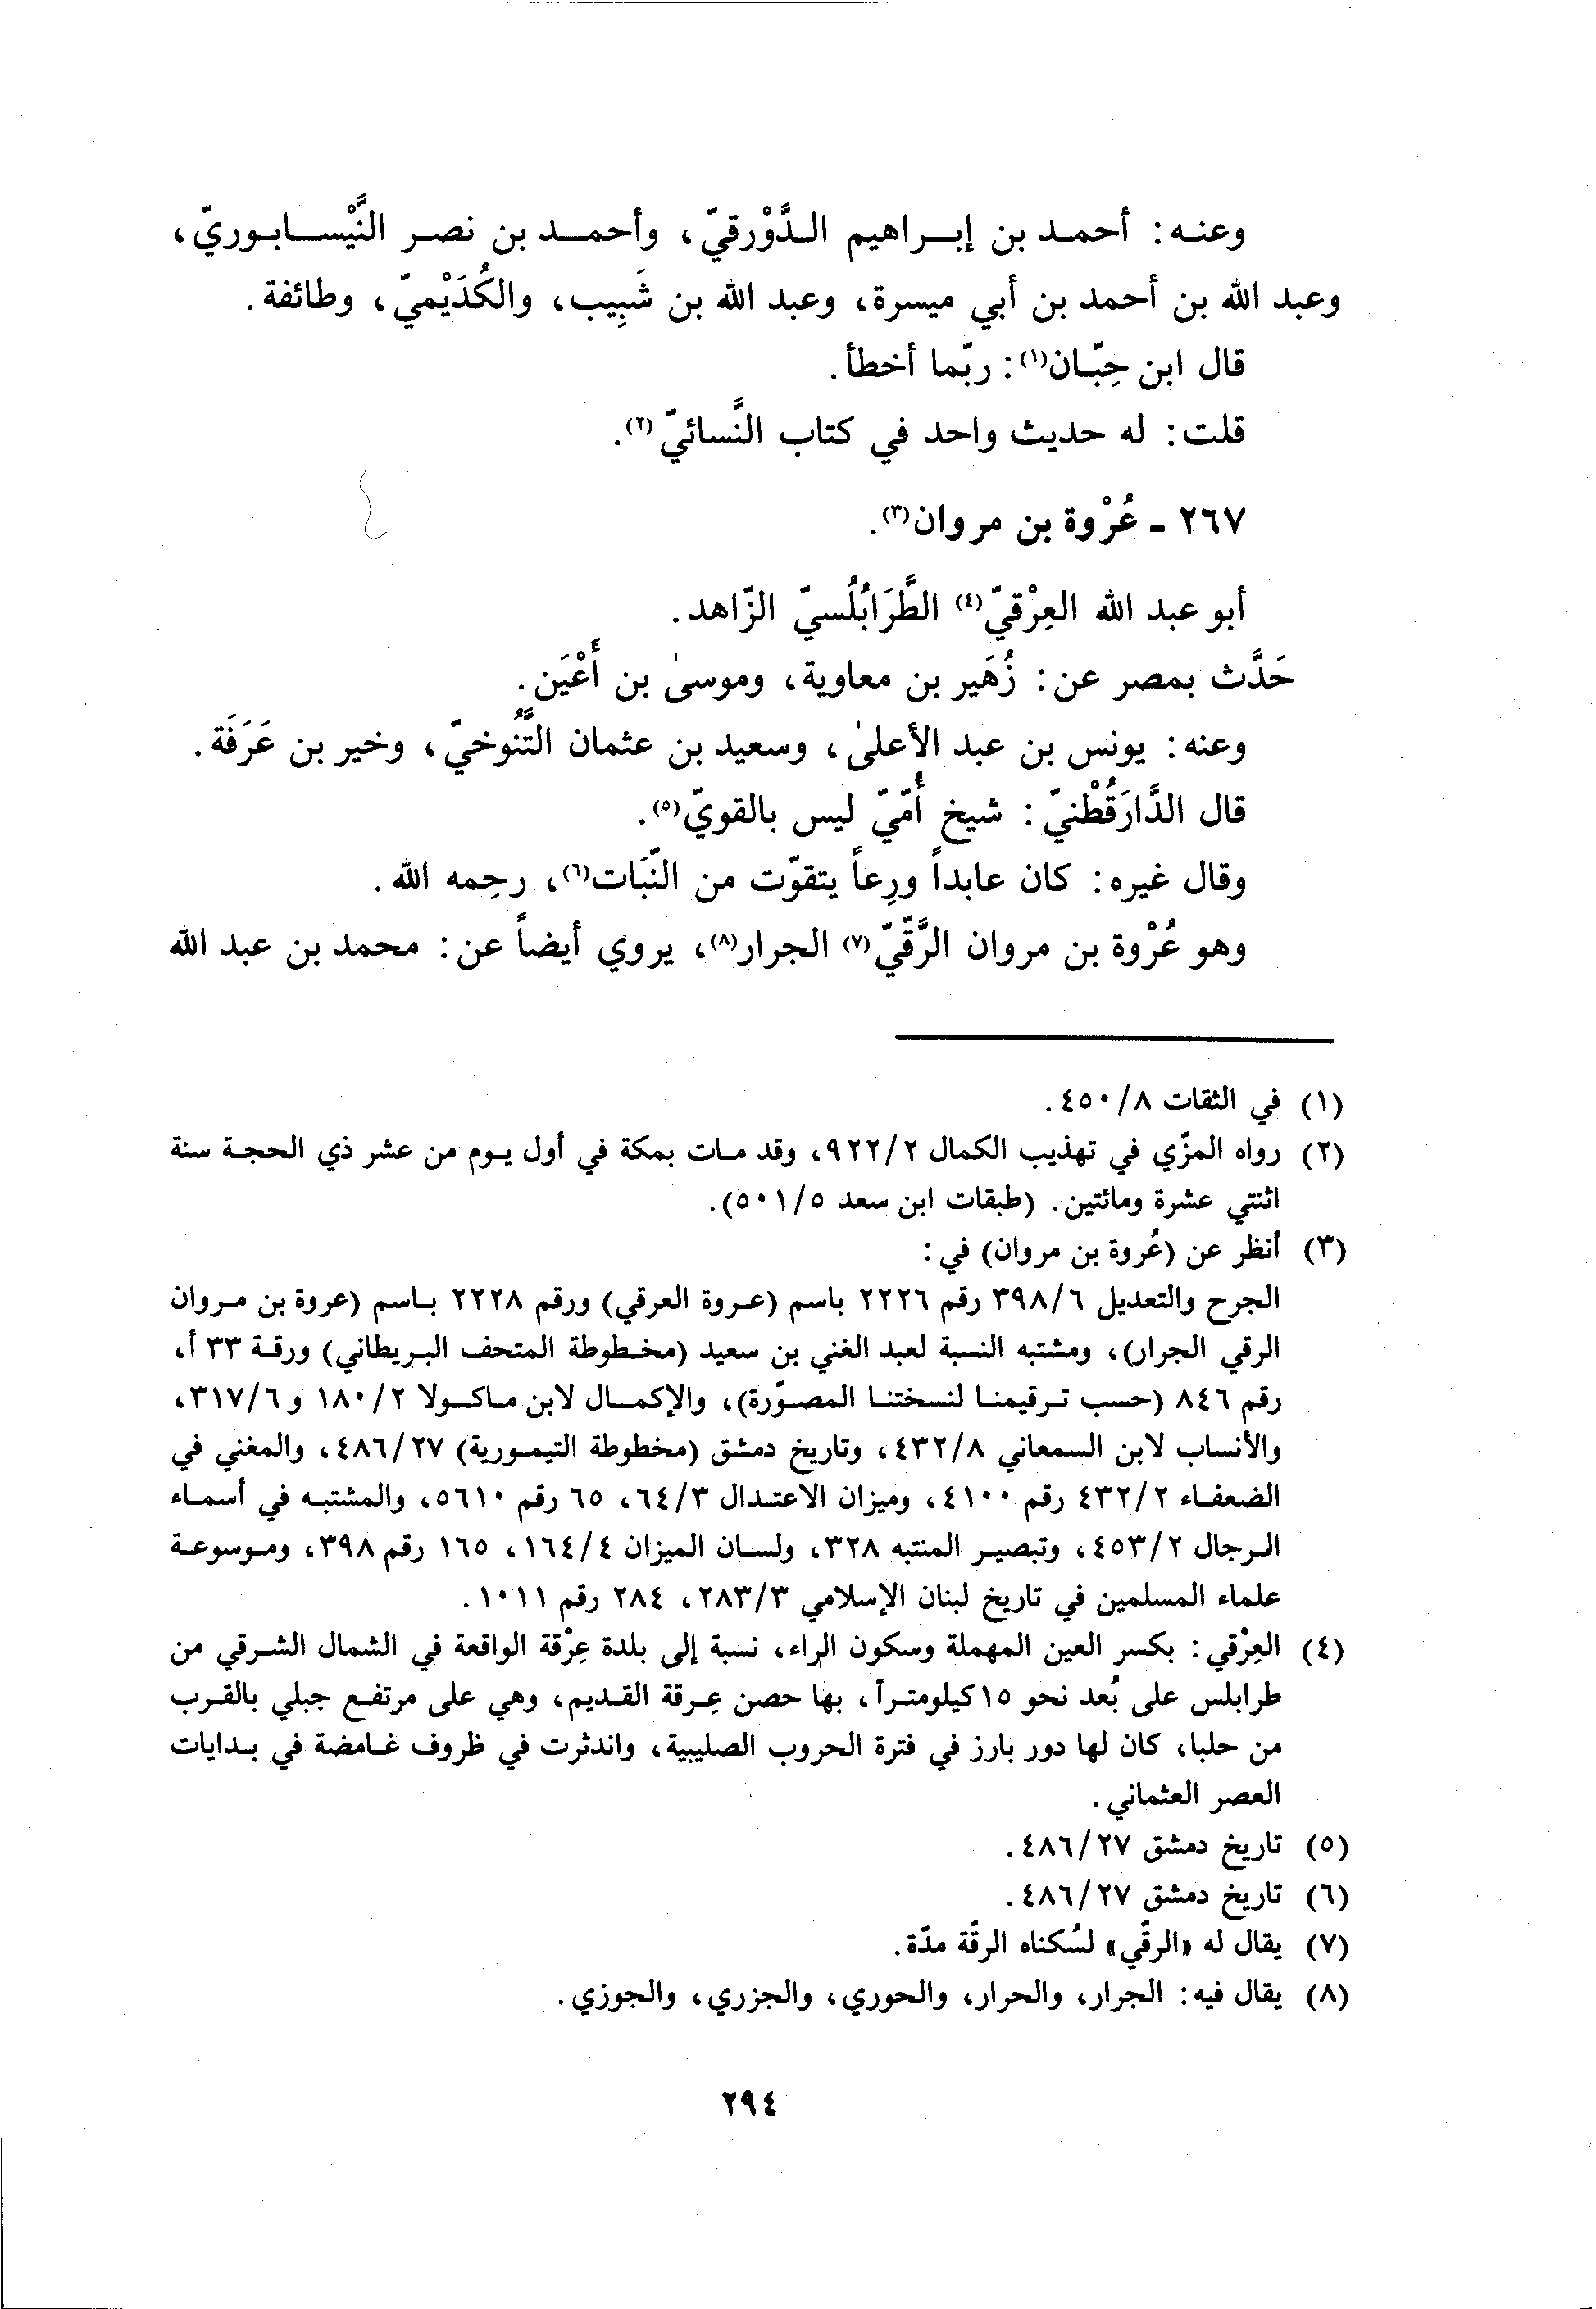 وعنه: أحمد بن إبراهيم الدَّوْرقيّ، وأحمد بن نصر النَّيْسابوريّ،
وعبد الله بن أحمد بن أبي ميسرة، وعبد الله بن شَبِيب، والكُدَيْميّ، وطائفة.
قال ابن حِبّان(١): ربّما أخطأ.
قلت: له حديث واحد في كتاب النَّسائيّ(٢).
٢٦٧ - عُرْوة بن مروان(٣).
أبو عبد الله العِرْقيّ(٤) الطَّرَابُلُسيّ الزّاهد.
حَدَّث بمصر عن: زُهَير بن معاوية، وموسىٰ بن أَعْيَن.
وعنه: يونس بن عبد الأعلىٰ، وسعيد بن عثمان التَّنُوخيّ، وخير بن عَرَفَة.
قال الدَّارَقُطْنيّ: شيخ أُمّيّ ليس بالقويّ(٥).
وقال غيره: كان عابداً ورِعاً يتقوّت من النَّبَات(٦)، رحِمه الله.
وهو عُرْوة بن مروان الرَّقّيّ(٧) الجرار(٨)، يروي أيضاً عن: محمد بن عبد الله
(١) في الثقات ٤٥٠/٨.
(٢) رواه المزّي في تهذيب الكمال ٩٢٢/٢، وقد مات بمكة في أول يوم من عشر ذي الحجة سنة
اثنتي عشرة ومائتين. (طبقات ابن سعد ٥٠١/٥).
(٣) أنظر عن (عُروة بن مروان) في:
الجرح والتعديل ٣٩٨/٦ رقم ٢٢٢٦ باسم (عروة العرقي) ورقم ٢٢٢٨ باسم (عروة بن مروان
الرقي الجرار)، ومشتبه النسبة لعبد الغني بن سعيد (مخطوطة المتحف البريطاني) ورقة ٣٣ أ،
رقم ٨٤٦ (حسب ترقيمنا لنسختنا المصوّرة)، والإكمال لابن ماكولا ١٨٠/٢ و ٣١٧/٦،
والأنساب لابن السمعاني ٤٣٢/٨، وتاريخ دمشق (مخطوطة التيمورية) ٤٨٦/٢٧، والمغني في
الضعفاء ٤٣٢/٢ رقم ٤١٠٠، وميزان الاعتدال ٦٤/٣، ٦٥ رقم ٥٦١٠، والمشتبه في أسماء
الرجال ٤٥٣/٢، وتبصير المنتبه ٣٢٨، ولسان الميزان ١٦٤/٤، ١٦٥ رقم ٣٩٨، وموسوعة
علماء المسلمين في تاريخ لبنان الإسلامي ٢٨٣/٣، ٢٨٤ رقم ١٠١١.
(٤) العِرْقي: بكسر العين المهملة وسكون الراء، نسبة إلى بلدة عِرْقة الواقعة في الشمال الشرقي من
طرابلس على بُعد نحو ١٥ كيلومتراً، بها حصن عِرقة القديم، وهي على مرتفع جبلي بالقرب
من حلبا، كان لها دور بارز في فترة الحروب الصليبية، واندثرت في ظروف غامضة في بدايات
العصر العثماني.
(٥) تاريخ دمشق ٤٨٦/٢٧.
(٦) تاريخ دمشق ٤٨٦/٢٧.
(٧) يقال له «الرقّي» لسُكناه الرقّة مدّة.
(٨) يقال فيه: الجرار، والحرار، والحوري، والجزري، والجوزي.
٢٩٤